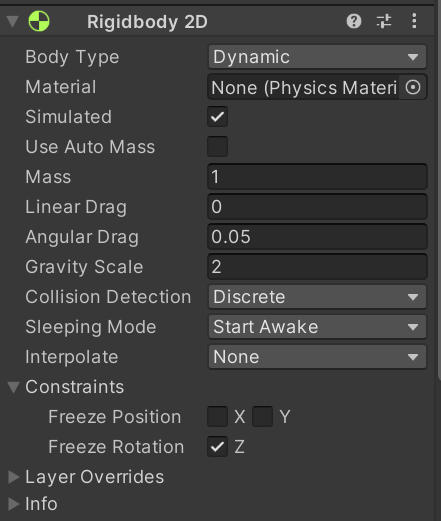 Rigidbody 2D
Body Type Dynamic
Material None (Physics Materi
Simulated
Use Auto Mass
Mass 1
Linear Drag 0
Angular Drag 0.05
Gravity Scale 2
Collision Detection Discrete
Sleeping Mode Start Awake
Interpolate None
Constraints
Freeze Position X Y
Freeze Rotation Z
Layer Overrides
Info